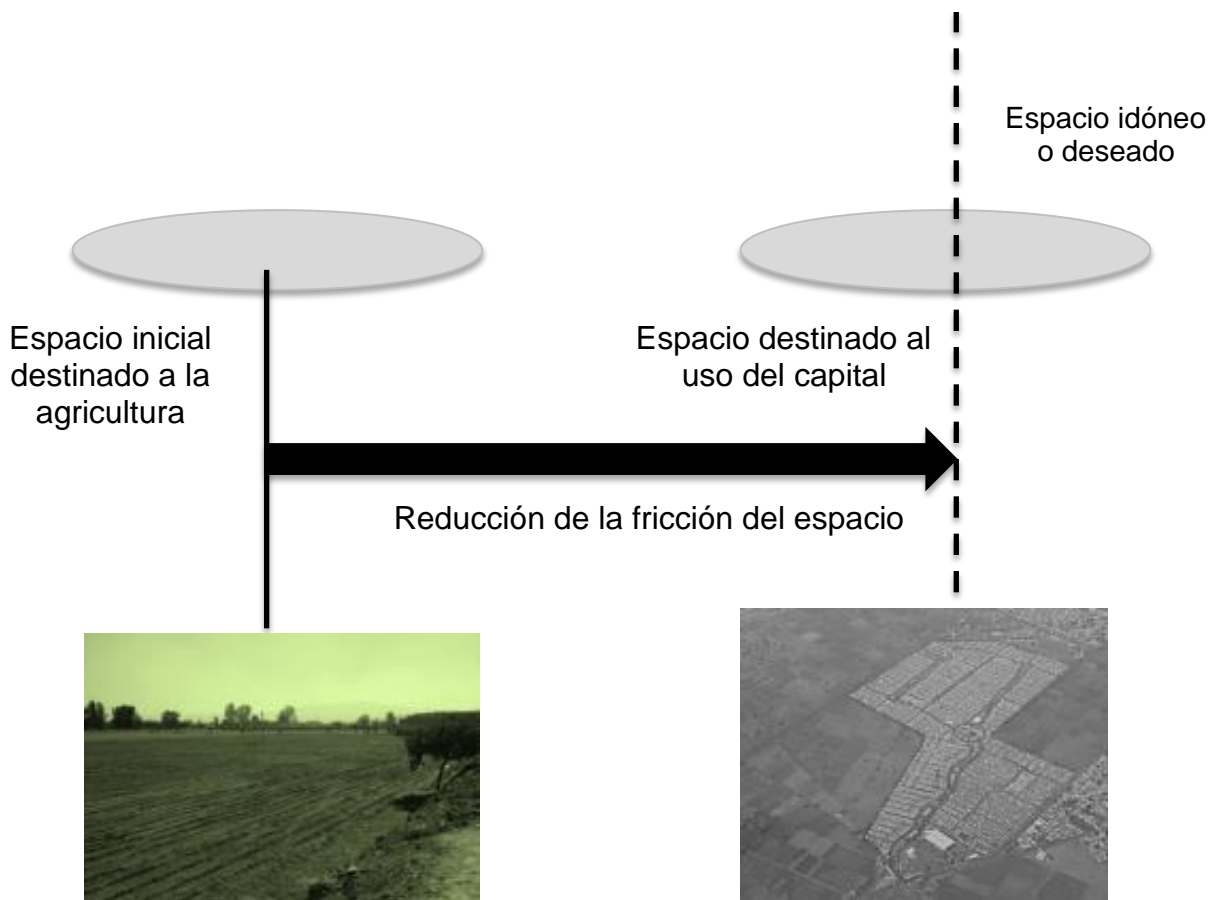 Espacio idóneo
o deseado
Espacio inicial
destinado a la
agricultura
Espacio destinado al
uso del capital
Reducción de la fricción del espacio